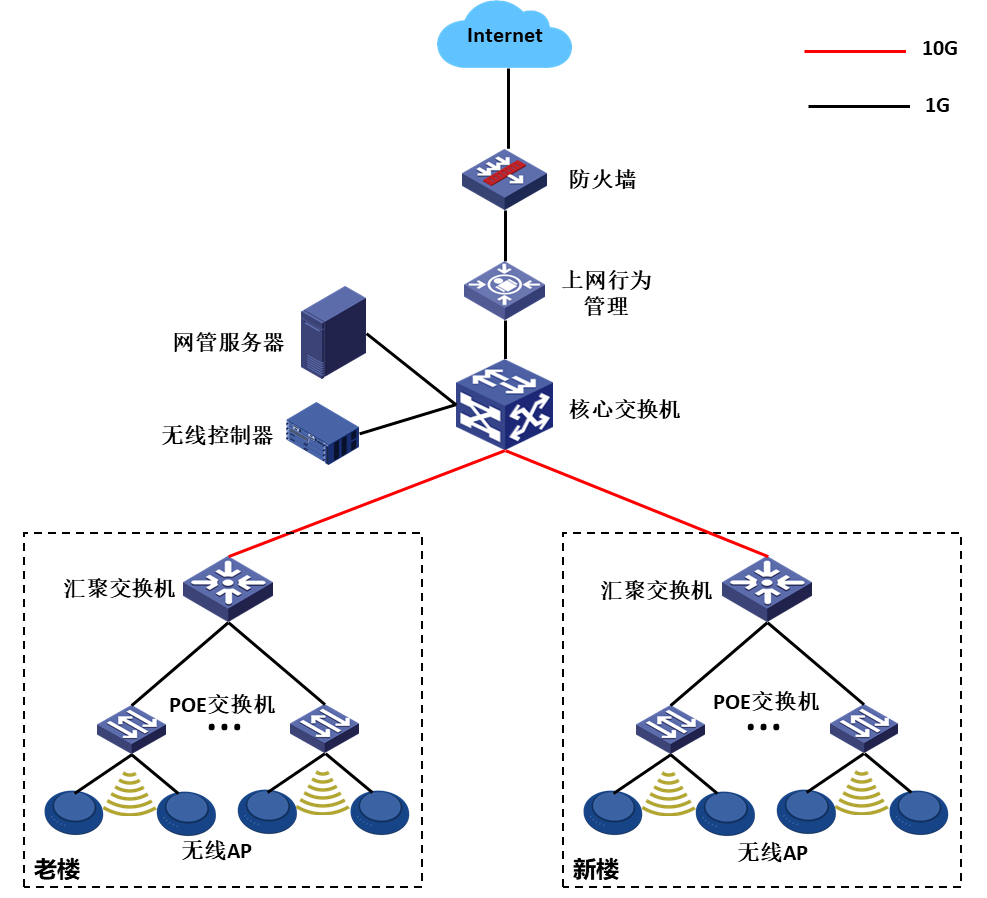 Internet
10G
1G
防火墙
上网行为
管理
网管服务器
核心交换机
无线控制器
汇聚交换机
汇聚交换机
POE交换机
POE交换机
无线AP
无线AP
老楼
新楼